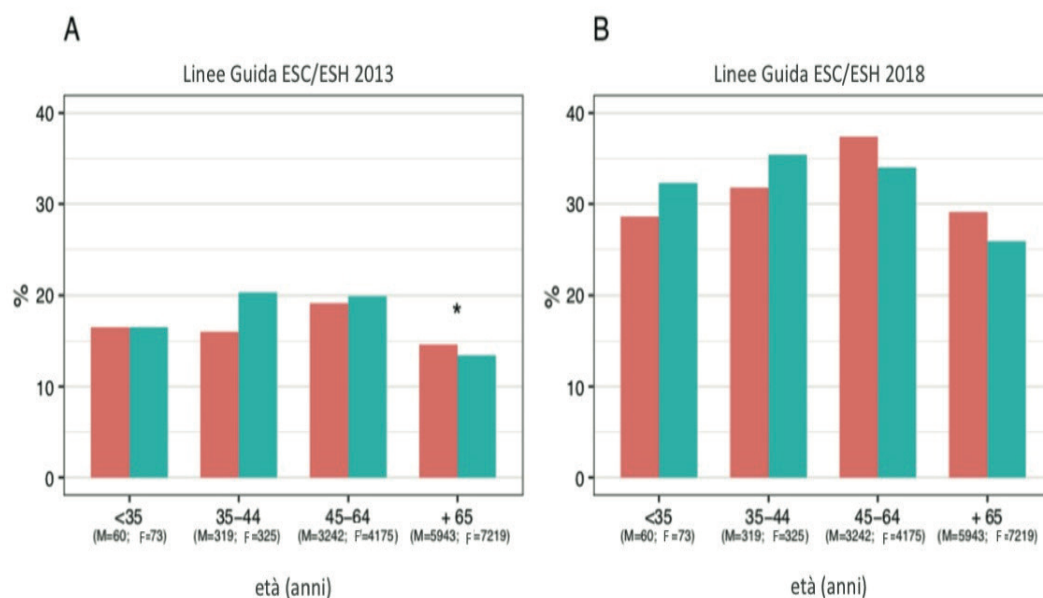 A
Linee Guida ESC/ESH 2013
40
30
20
10
0
%
*
<35
35–44
45–64
+ 65
(M=60; F=73)
(M=319; F=325)
(M=3242; F=4175)
(M=5943; F=7219)
età (anni)
B
Linee Guida ESC/ESH 2018
40
30
20
10
0
%
<35
35–44
45–64
+ 65
(M=60; F=73)
(M=319; F=325)
(M=3242; F=4175)
(M=5943; F=7219)
età (anni)